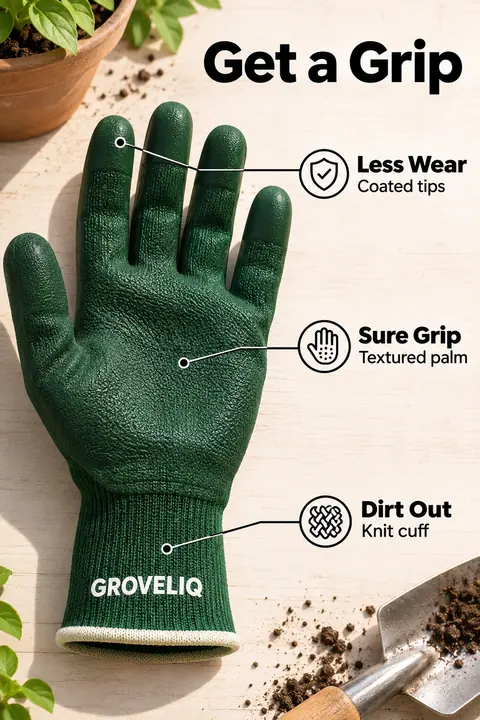 Get a Grip
Less Wear
Coated tips
Sure Grip
Textured palm
Dirt Out
Knit cuff
GROVELIQ